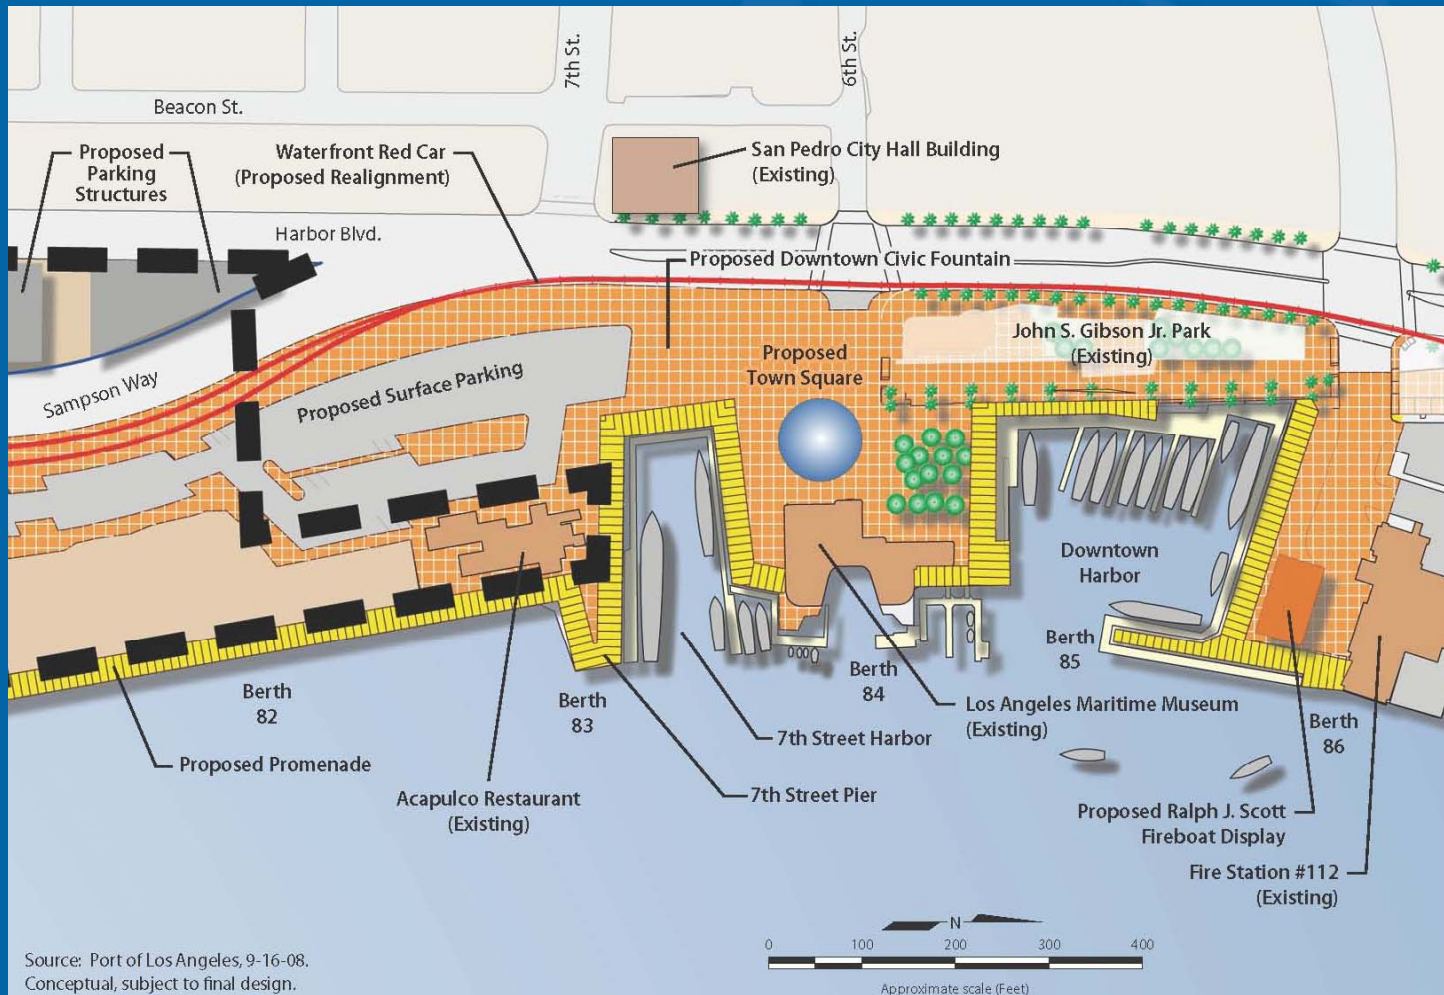 7th St.
6th St.
Beacon St.
Proposed
Parking
Structures
Waterfront Red Car
(Proposed Realignment)
San Pedro City Hall Building
(Existing)
Harbor Blvd.
Proposed Downtown Civic Fountain
John S. Gibson Jr. Park
(Existing)
Proposed
Town Square
Sampson Way
Proposed Surface Parking
Downtown
Harbor
Berth
82
Berth
83
Berth
84
Berth
85
Berth
86
Los Angeles Maritime Museum
(Existing)
7th Street Harbor
Proposed Promenade
7th Street Pier
Acapulco Restaurant
(Existing)
Proposed Ralph J. Scott
Fireboat Display
Fire Station #112
(Existing)
N
0 100 200 300 400
Approximate scale (Feet)
Source: Port of Los Angeles, 9-16-08.
Conceptual, subject to final design.